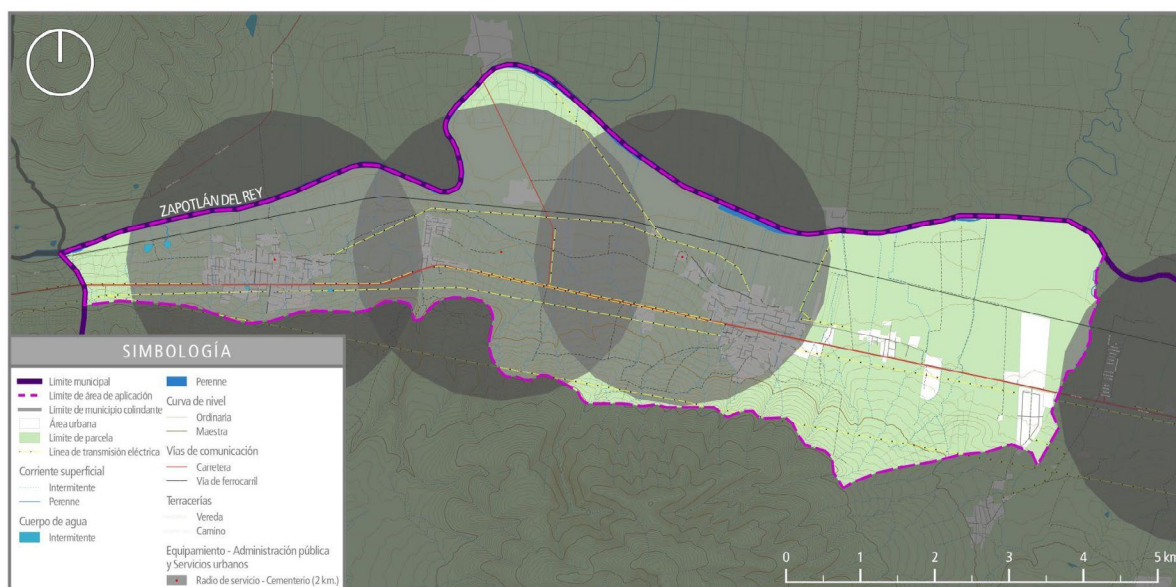 ZAPOTLÁN DEL REY
SIMBOLOGÍA
Límite municipal
Límite de área de aplicación
Límite de municipio colindante
Área urbana
Límite de parcela
Línea de transmisión eléctrica
Corriente superficial
Intermitente
Perenne
Cuerpo de agua
Intermitente
Perenne
Curva de nivel
Ordinaria
Maestra
Vías de comunicación
Carretera
Vía de ferrocarril
Terracerías
Vereda
Camino
Equipamiento - Administración pública
y Servicios urbanos
Radio de servicio - Cementerio (2 km.)
0 1 2 3 4 5 km